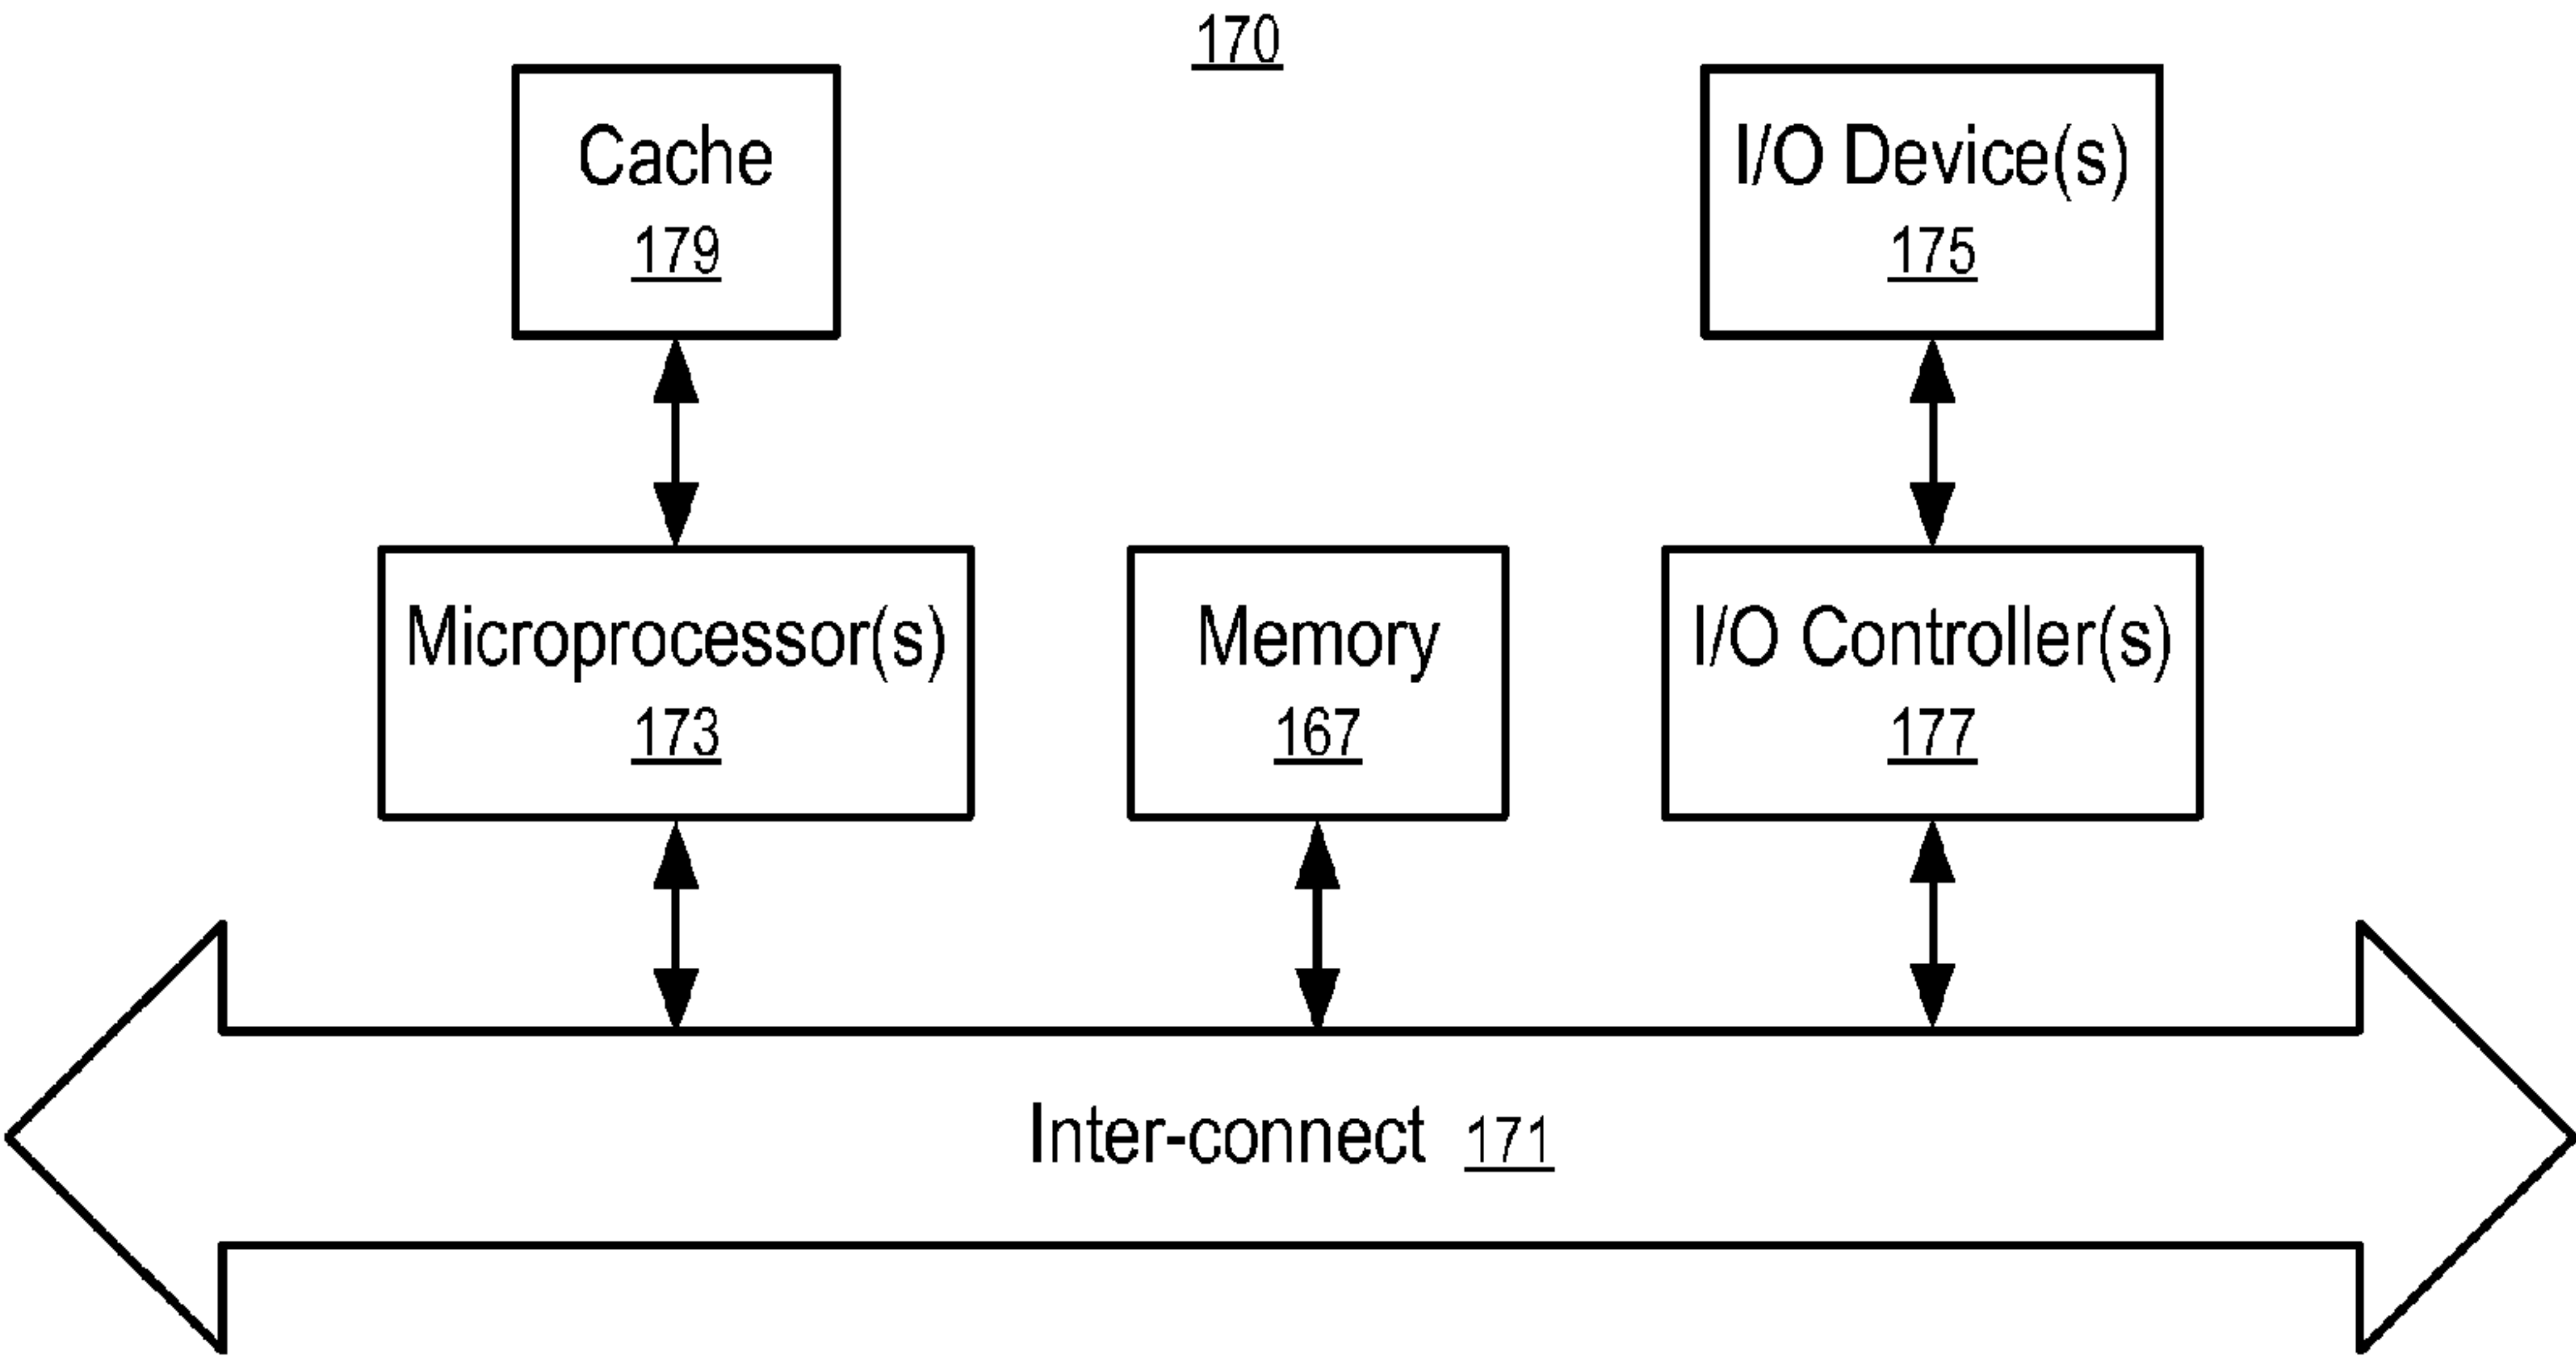 170
Cache
179
I/O Device(s)
175
Microprocessor(s)
173
Memory
167
I/O Controller(s)
177
Inter-connect 171